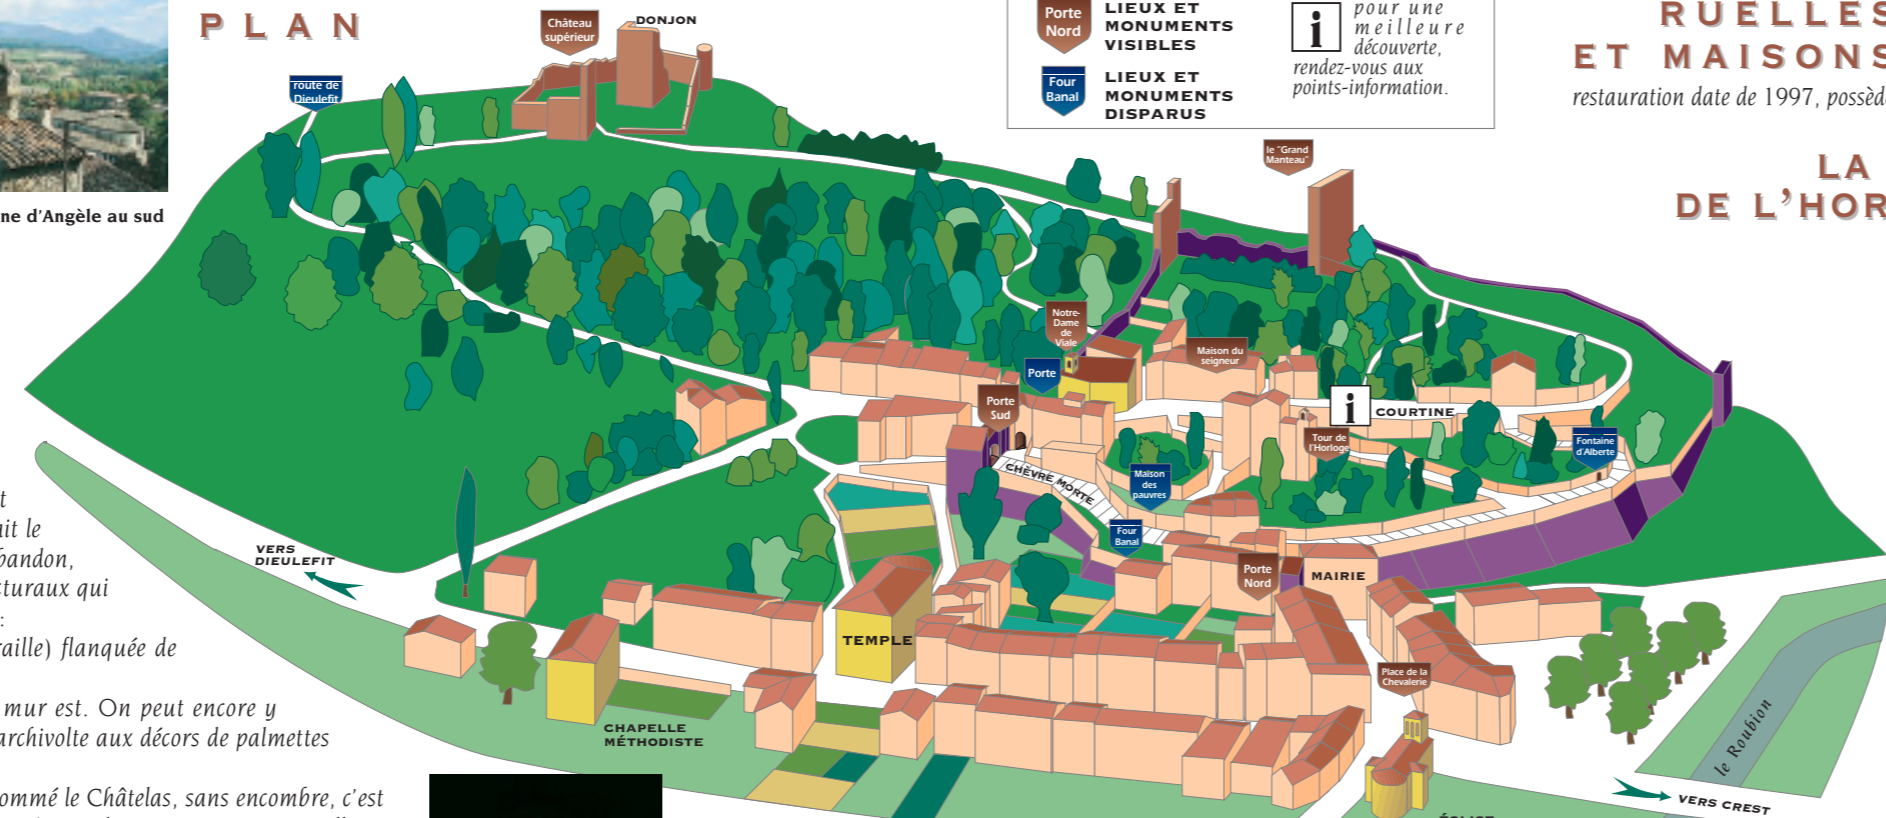 PLAN
ne d'Angèle au sud
route de
Dieulefit
Château
supérieur
DONJON
Porte
Nord
LIEUX ET
MONUMENTS
VISIBLES
Four
Banal
LIEUX ET
MONUMENTS
DISPARUS
i
pour une
meilleure
découverte,
rendez-vous aux
points-information.
RUELLES
ET MAISONS
restauration date de 1997, possèd
LA
DE L'HOR
le "Grand
Manteau"
Notre-
Dame
de
Viale
Maison du
seigneur
Porte
Porte
Sud
i
COURTINE
Tour de
l'Horloge
Fontaine
d'Alberte
CHÈVRE MORTE
Maison
des
pauvres
Four
Banal
Porte
Nord
MAIRIE
TEMPLE
VERS
DIEULEFIT
CHAPELLE
MÉTHODISTE
Place de la
Chevalerie
le Roubion
VERS CREST
t
ait le
bandon,
cturaux qui
:
raille) flanquée de
mur est. On peut encore y
archivolte aux décors de palmettes
ommé le Châtelas, sans encombre, c'est